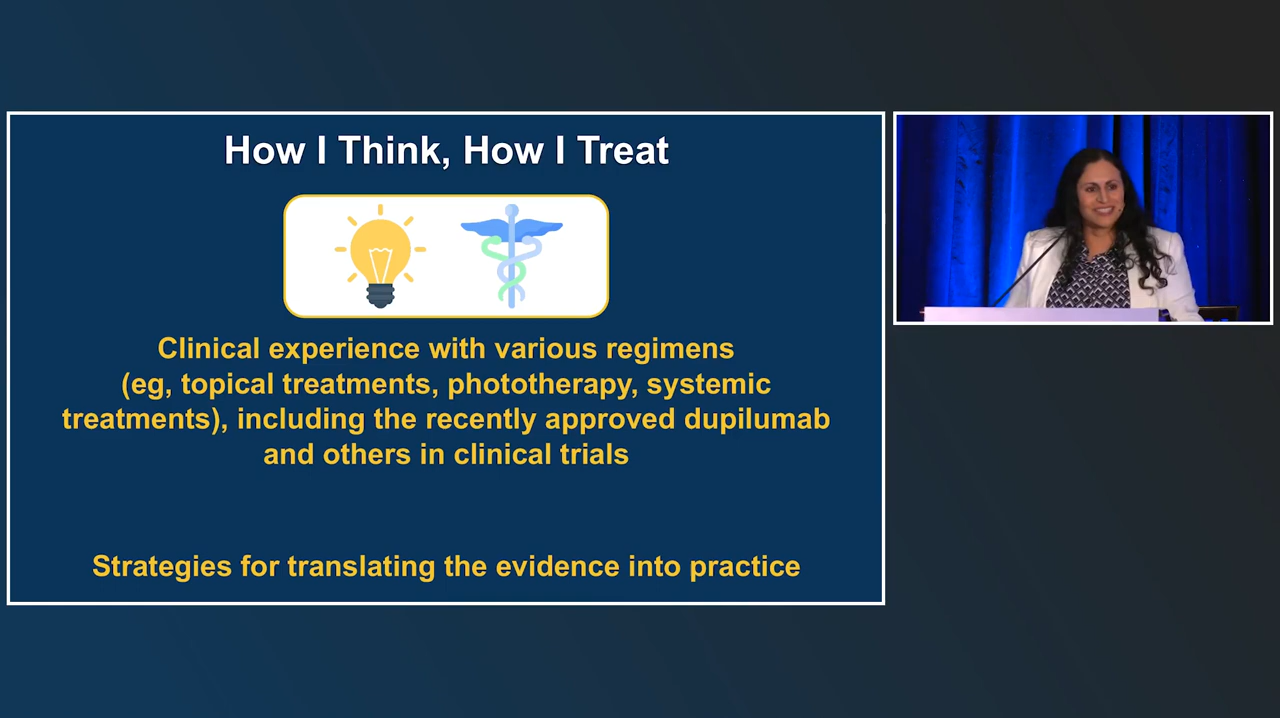 How I Think, How I Treat
Clinical experience with various regimens
(eg, topical treatments, phototherapy, systemic
treatments), including the recently approved dupilumab
and others in clinical trials
Strategies for translating the evidence into practice